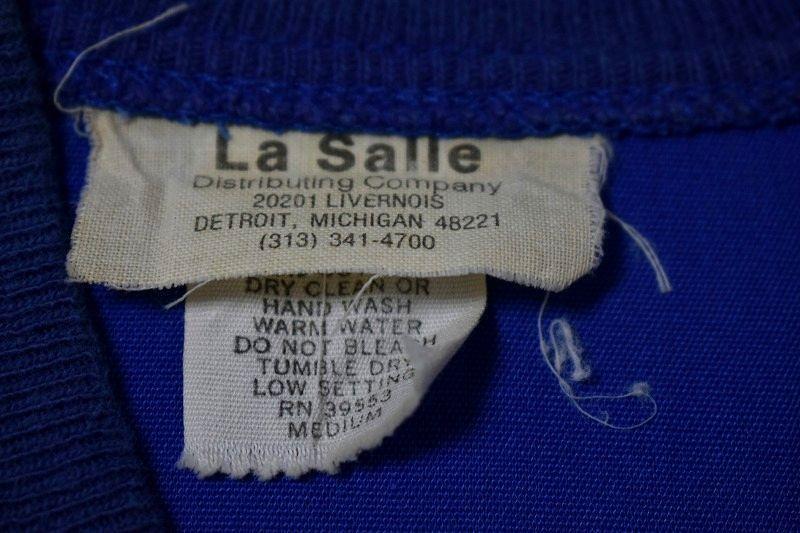 La Salle
Distributing Company
20201 LIVERNOIS
DETROIT, MICHIGAN 48221
(313) 341-4700
DRY CLEAN OR
HAND WASH
WARM WATER
DO NOT BLEACH
TUMBLE DRY
LOW SETTING
RN 39553
MEDIUM